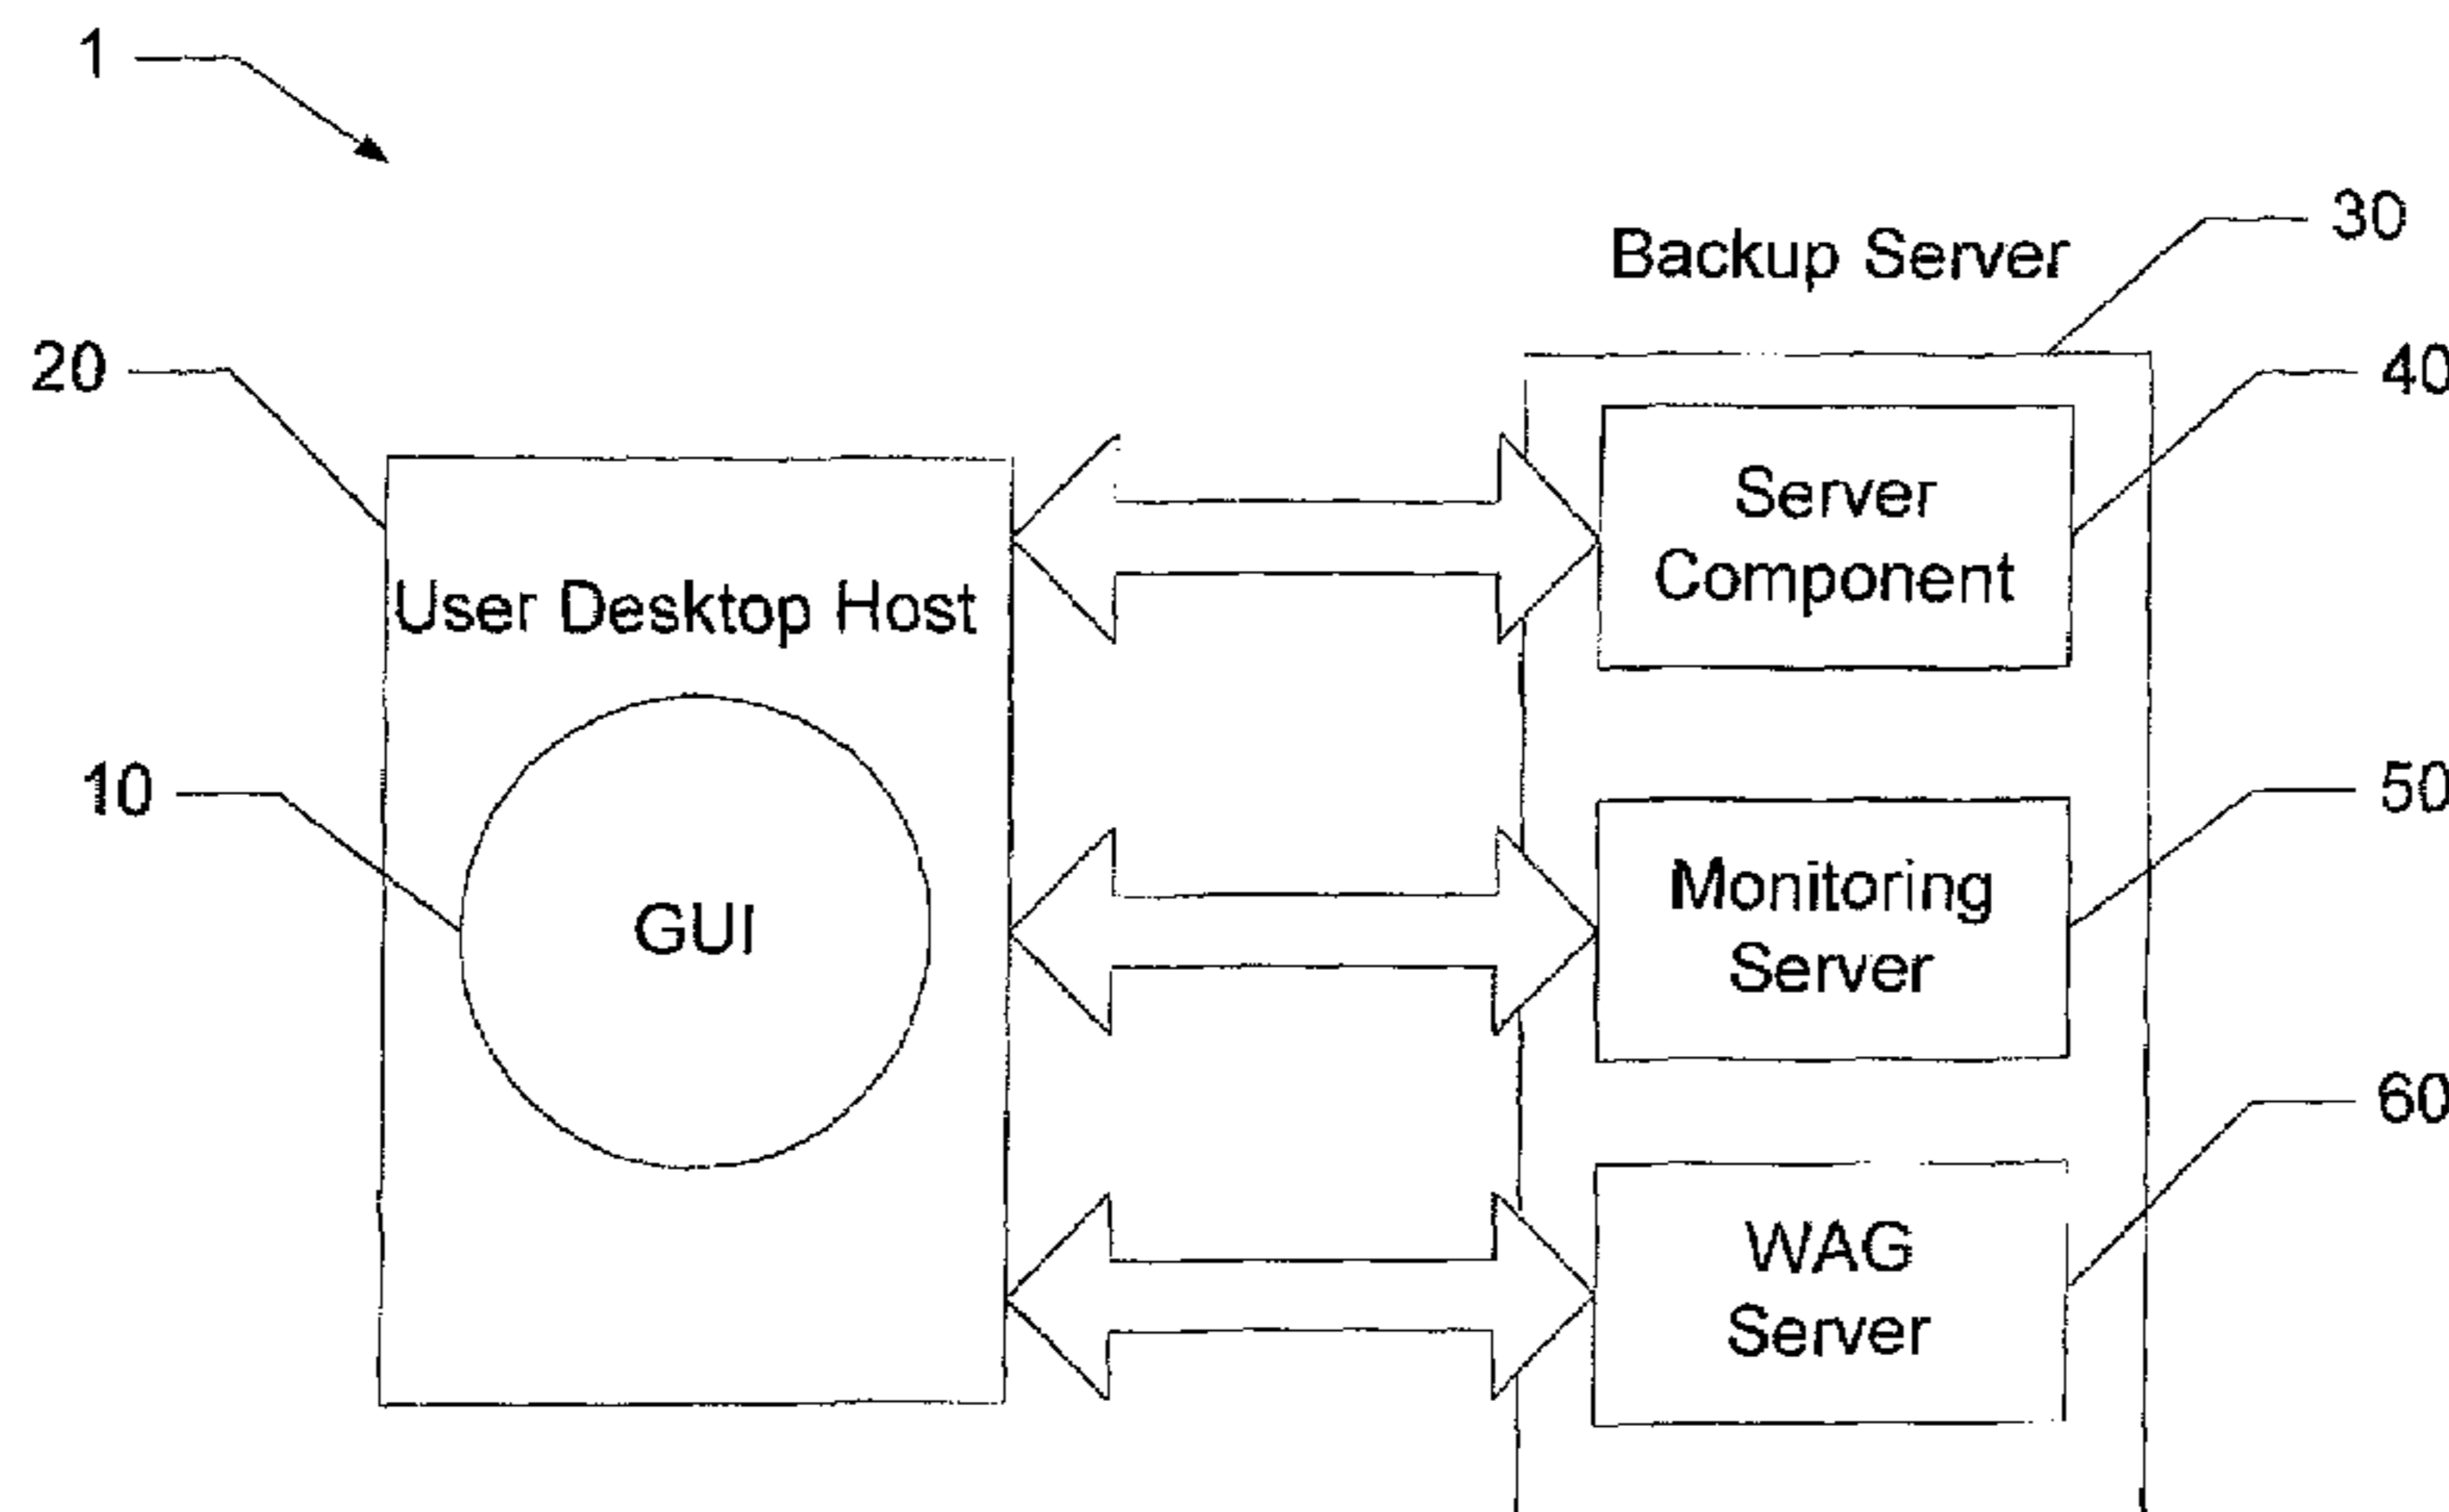 1
30
Backup Server
20
40
Server
Component
User Desktop Host
10
50
GUI
Monitoring
Server
60
WAG
Server